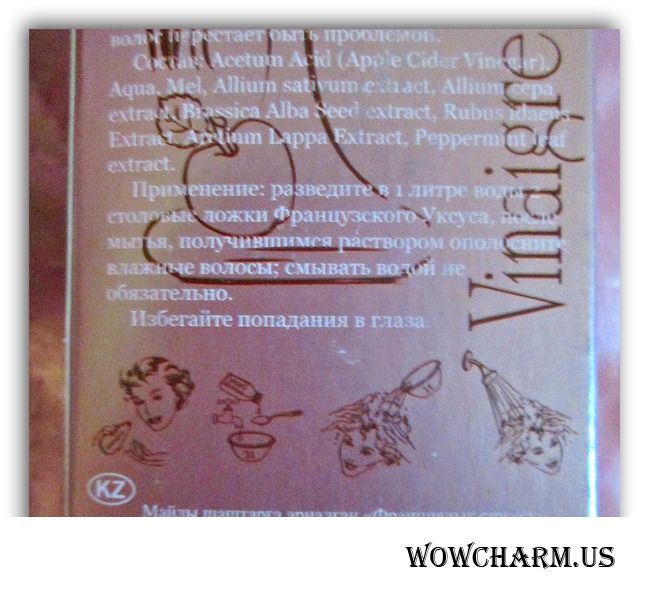 волос перестает быть проблемой.
Состав: Acetum Acid (Apple Cider Vinegar),
Aqua, Mel, Allium sativum extract, Allium cepa
extract, Brassica Alba Seed extract, Rubus idaeus
Extract, Arctium Lappa Extract, Peppermint leaf
extract.
Применение: разведите в 1 литре воды 2
столовые ложки Французского Уксуса, после
мытья, получившимся раствором ополосните
влажные волосы; смывать водой не
обязательно.
Избегайте попадания в глаза.
Vinaigre
KZ
Майлы шаштарга арналган
WOWCHARM.US